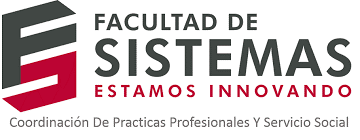 FACULTAD DE
SISTEMAS
ESTAMOS INNOVANDO
Coordinación De Practicas Profesionales Y Servicio Social